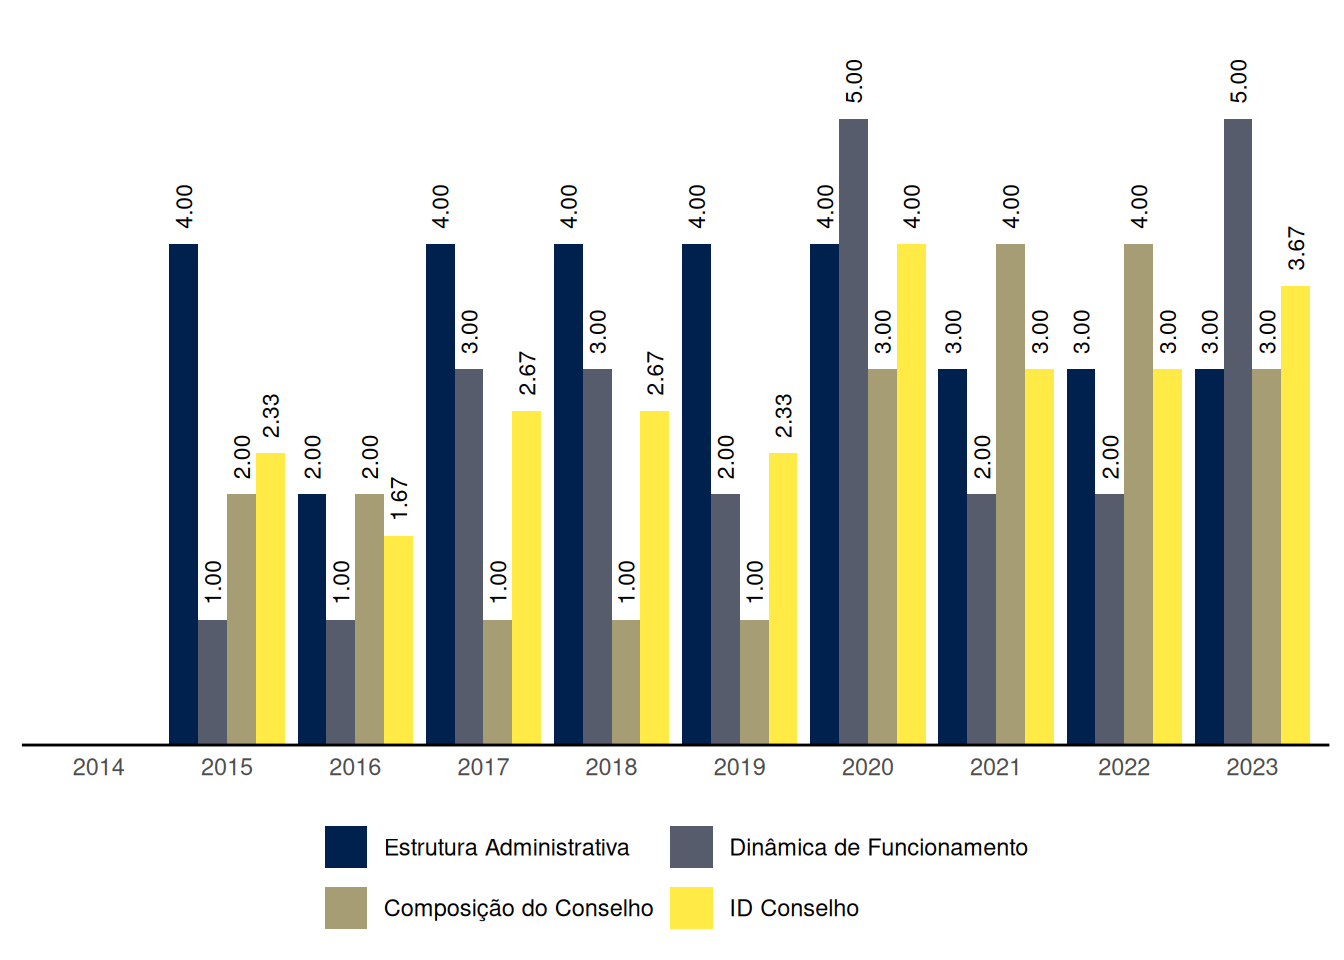 5.00 5.00
4.00 4.00 4.00 4.00 4.00 4.00 4.00 4.00
3.67
3.00 3.00 3.00 3.00 3.00 3.00 3.00 3.00 3.00
2.67 2.67
2.33 2.33
2.00 2.00 2.00 2.00 2.00 2.00
1.67
1.00 1.00 1.00 1.00 1.00
2014 2015 2016 2017 2018 2019 2020 2021 2022 2023
Estrutura Administrativa Dinâmica de Funcionamento
Composição do Conselho ID Conselho